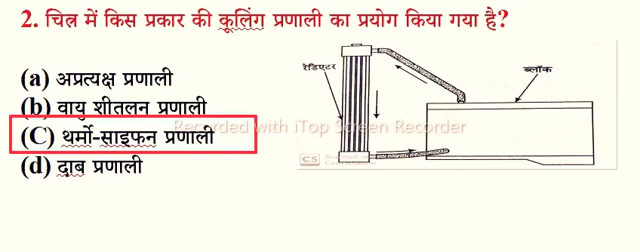 2. चित्र में किस प्रकार की कूलिंग प्रणाली का प्रयोग किया गया है?
(a) अप्रत्यक्ष प्रणाली
(b) वायु शीतलन प्रणाली
(C) थर्मो-साइफन प्रणाली
(d) दाब प्रणाली
रेडिएटर
ब्लॉक
Recorded with iTop Screen Recorder
CS